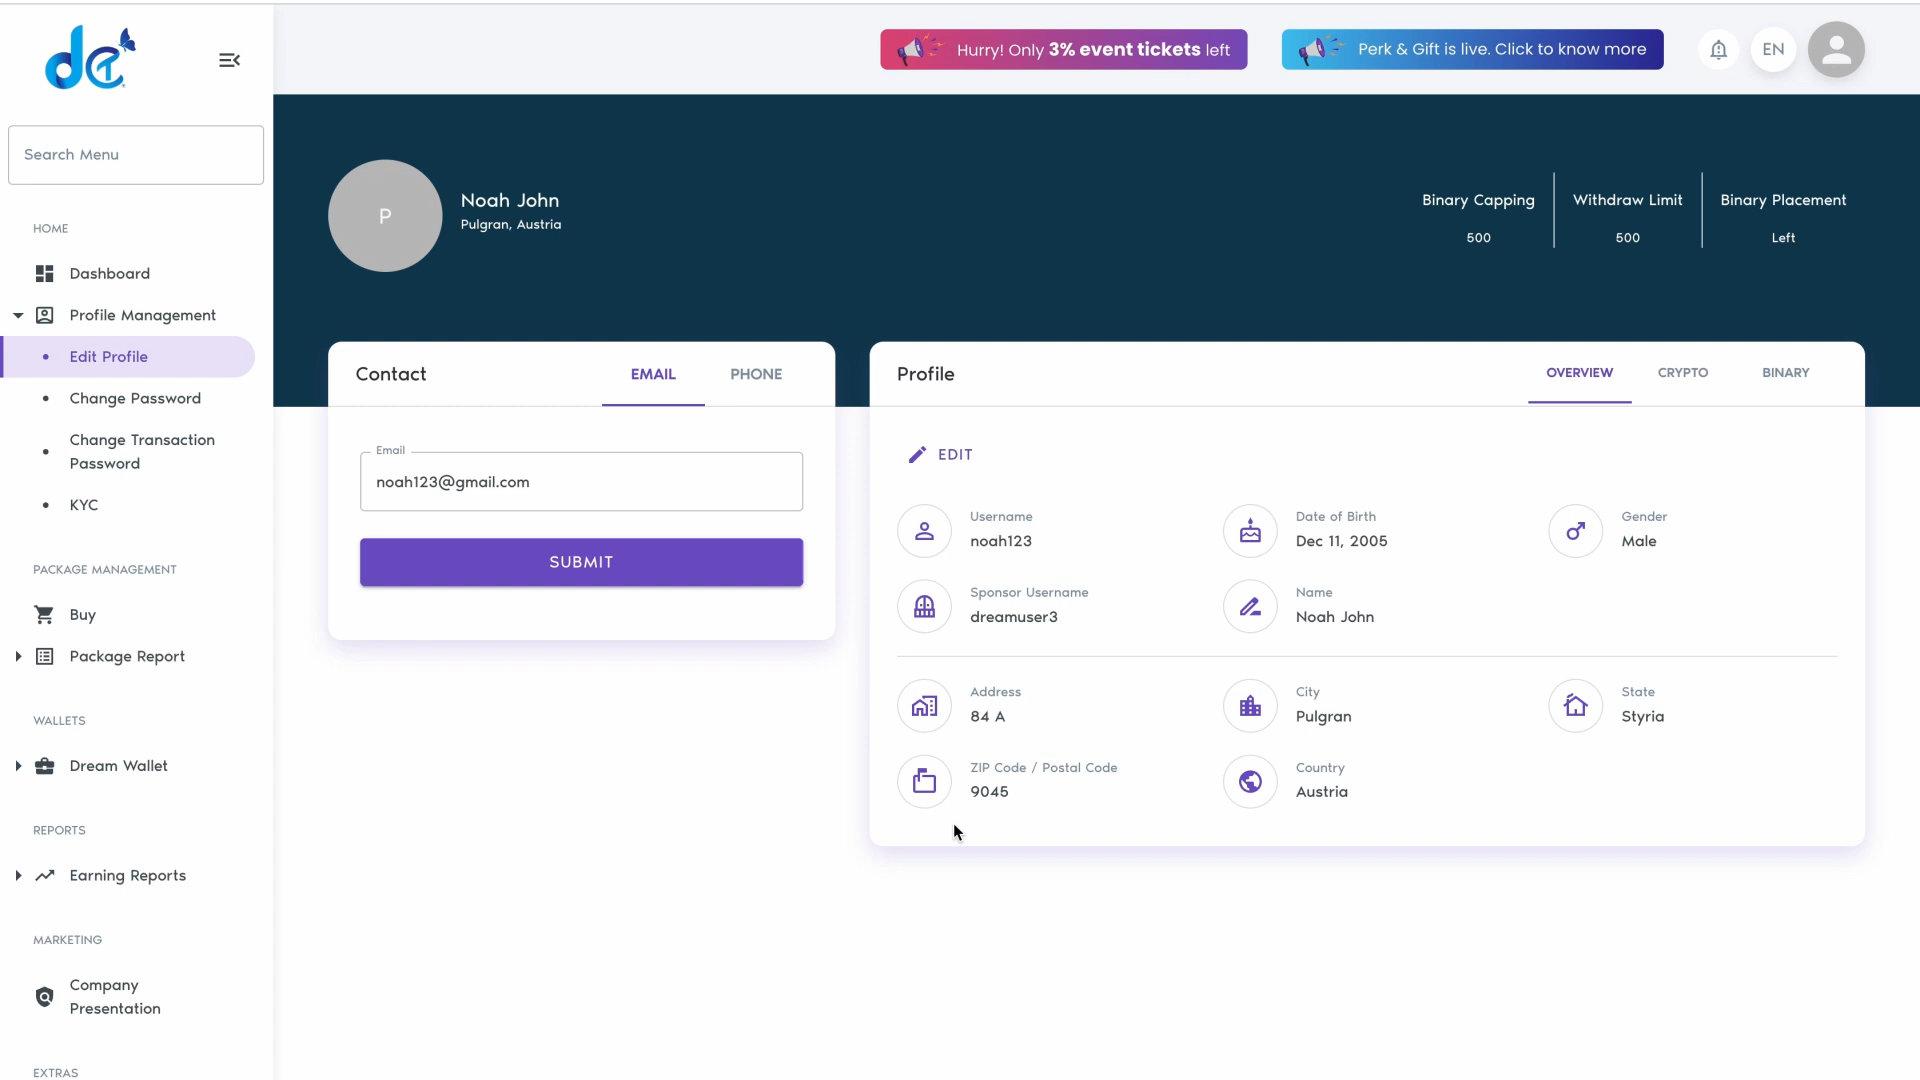 Hurry! Only 3% event tickets left
Perk & Gift is live. Click to know more
EN
Search Menu
HOME
Dashboard
Profile Management
Edit Profile
Change Password
Change Transaction
Password
KYC
PACKAGE MANAGEMENT
Buy
Package Report
WALLETS
Dream Wallet
REPORTS
Earning Reports
MARKETING
Company
Presentation
EXTRAS
P
Noah John
Pulgran, Austria
Binary Capping
500
Withdraw Limit
500
Binary Placement
Left
Contact
EMAIL
PHONE
Email
noah123@gmail.com
SUBMIT
Profile
OVERVIEW
CRYPTO
BINARY
EDIT
Username
noah123
Date of Birth
Dec 11, 2005
Gender
Male
Sponsor Username
dreamuser3
Name
Noah John
Address
84 A
City
Pulgran
State
Styria
ZIP Code / Postal Code
9045
Country
Austria